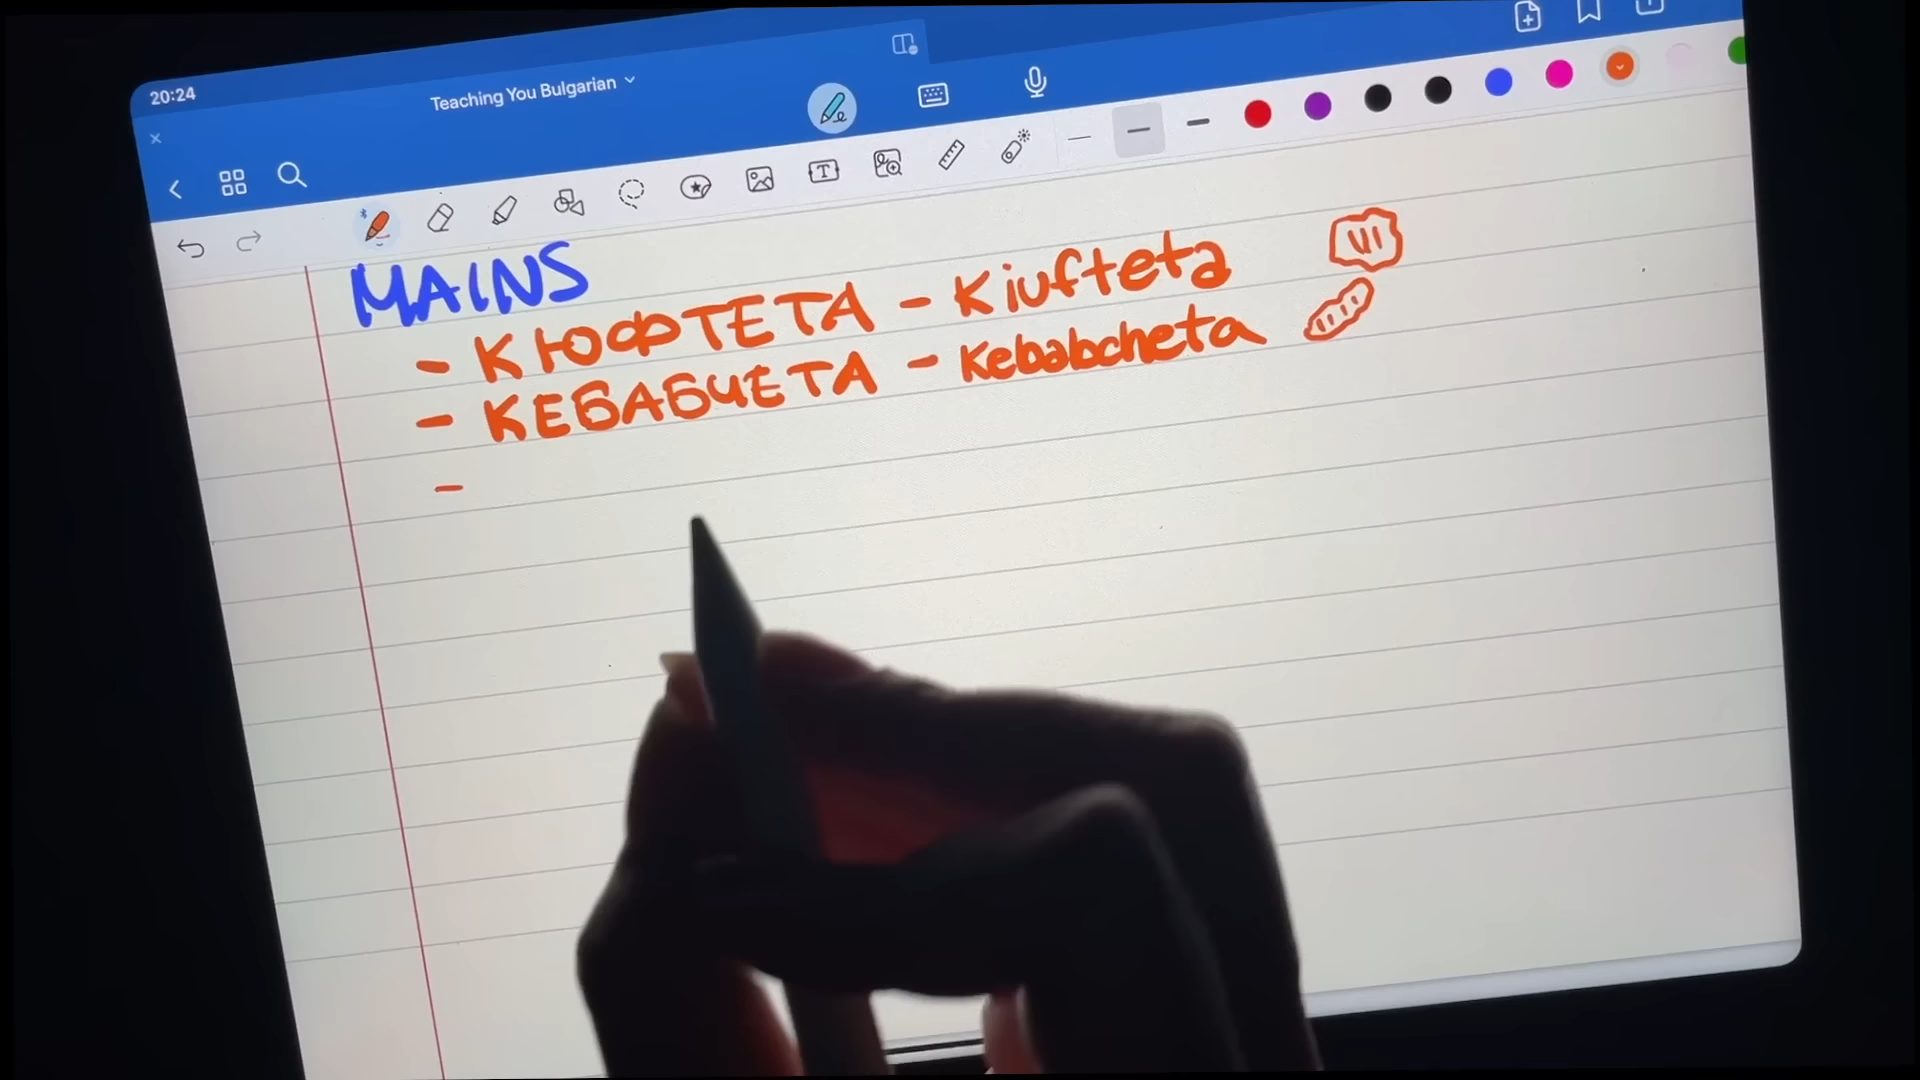 20:24
Teaching You Bulgarian
MAINS
- КЮФТЕТА - Kiufteta
- КЕБАБЧЕТА - Kebabcheta
-